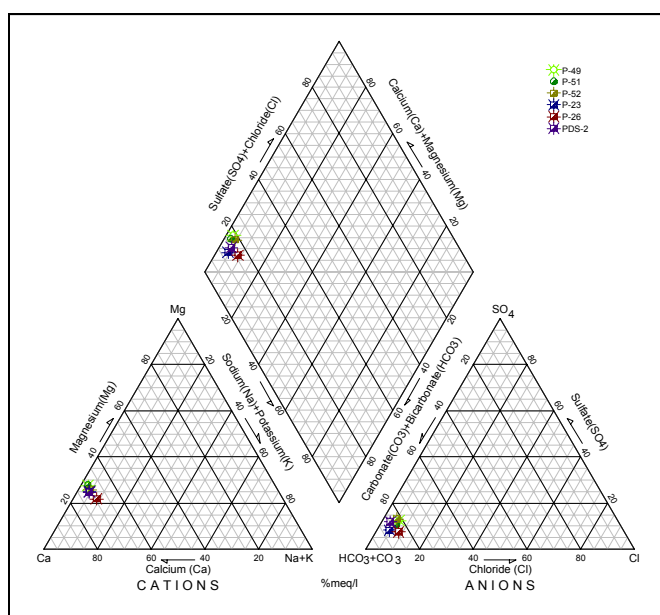 P-49
P-51
P-52
P-23
P-26
PDS-2
80
80
60
60
40
40
20
20
Sulfate(SO4)+Chloride(Cl)
Calcium(Ca)+Magnesium(Mg)
20
20
40
40
60
60
80
80
Sodium(Na)+Potassium(K)
Carbonate(CO3)+Bicarbonate(HCO3)
Mg
80
20
60
40
40
60
20
80
Magnesium(Mg)
Ca
80
60
40
20
Na+K
Calcium (Ca)
CATIONS
%meq/l
SO4
20
80
40
60
60
40
80
20
Sulfate(SO4)
HCO3+CO3
20
40
60
80
Cl
Chloride (Cl)
ANIONS